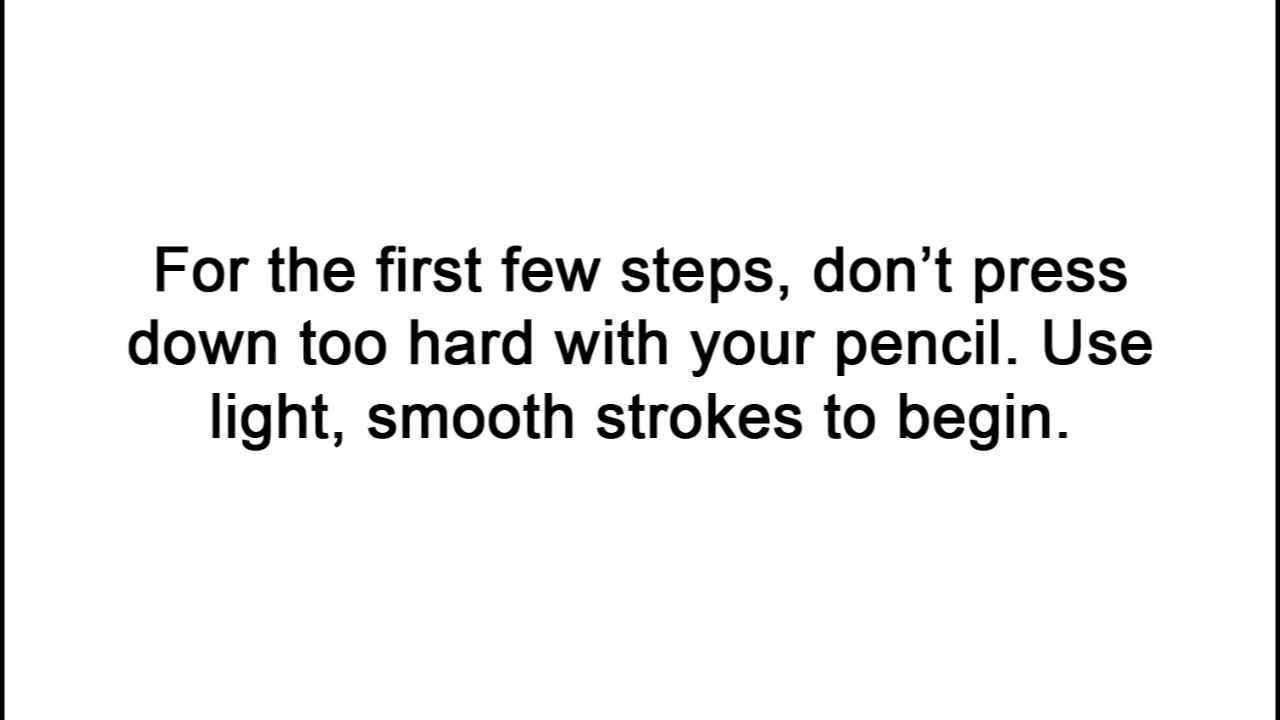 For the first few steps, don’t press
down too hard with your pencil. Use
light, smooth strokes to begin.